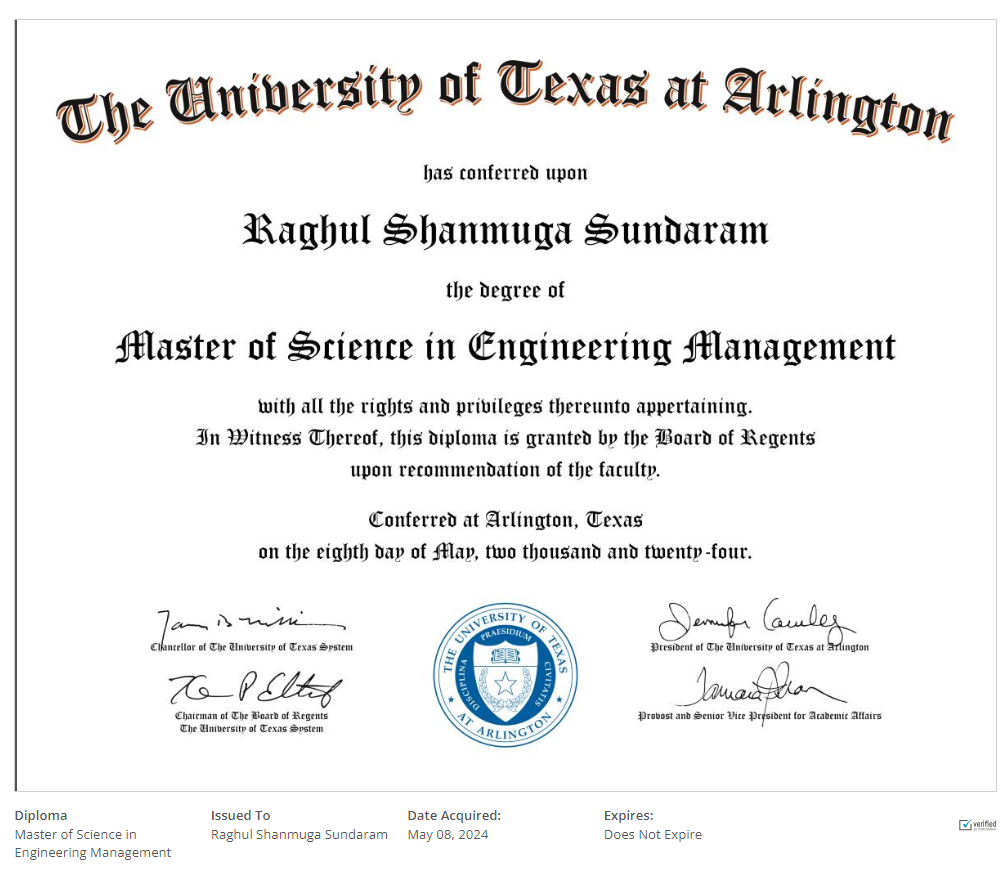 The University of Texas at Arlington
has conferred upon
Raghul Shanmuga Sundaram
the degree of
Master of Science in Engineering Management
with all the rights and privileges thereunto appertaining.
In Witness Thereof, this diploma is granted by the Board of Regents
upon recommendation of the faculty.
Conferred at Arlington, Texas
on the eighth day of May, two thousand and twenty-four.
Chancellor of The University of Texas System
Chairman of The Board of Regents
The University of Texas System
THE UNIVERSITY OF TEXAS
PRAESIDIUM
DISCIPLINA
CIVITATIS
AT ARLINGTON
President of The University of Texas at Arlington
Provost and Senior Vice President for Academic Affairs
Diploma
Master of Science in
Engineering Management
Issued To
Raghul Shanmuga Sundaram
Date Acquired:
May 08, 2024
Expires:
Does Not Expire
verified